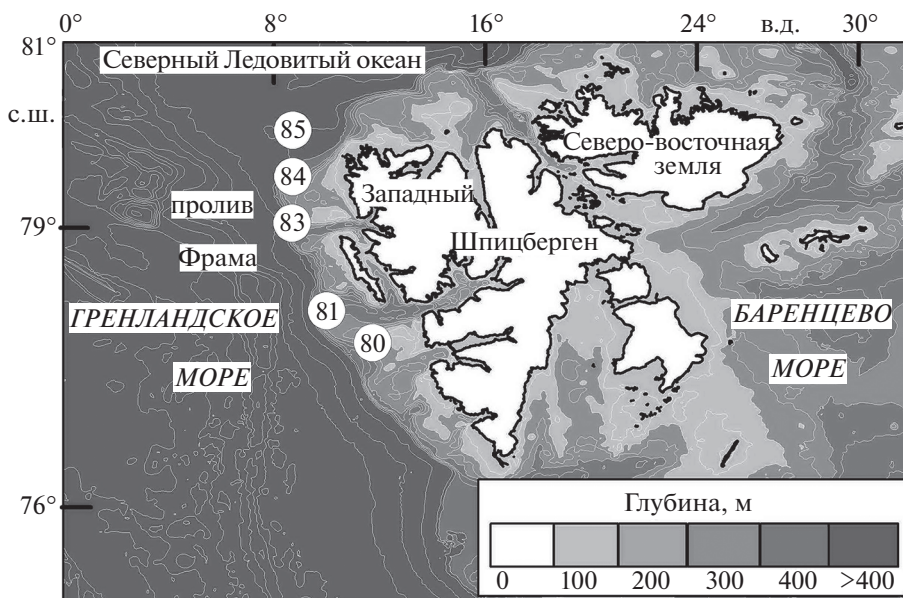 0° 8° 16° 24° в.д. 30°
81°
Северный Ледовитый океан
с.ш.
85
Северо-восточная
земля
84
Западный
пролив
83
79°
Шпицберген
Фрама
81
ГРЕНЛАНДСКОЕ
МОРЕ
80
БАРЕНЦЕВО
МОРЕ
76°
Глубина, м
0 100 200 300 400 >400